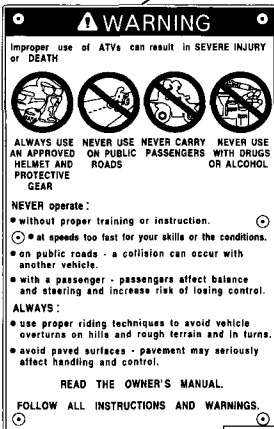 WARNING
Improper use of ATVs can result in SEVERE INJURY
or DEATH
ALWAYS USE
AN APPROVED
HELMET AND
PROTECTIVE
GEAR
NEVER USE
ON PUBLIC
ROADS
NEVER CARRY
PASSENGERS
NEVER USE
WITH DRUGS
OR ALCOHOL
NEVER operate :
• without proper training or instruction.
• at speeds too fast for your skills or the conditions.
• on public roads - a collision can occur with
another vehicle.
• with a passenger - passengers affect balance
and steering and increase risk of losing control.
ALWAYS :
• use proper riding techniques to avoid vehicle
overturns on hills and rough terrain and in turns.
• avoid paved surfaces - pavement may seriously
affect handling and control.
READ THE OWNER'S MANUAL.
FOLLOW ALL INSTRUCTIONS AND WARNINGS.